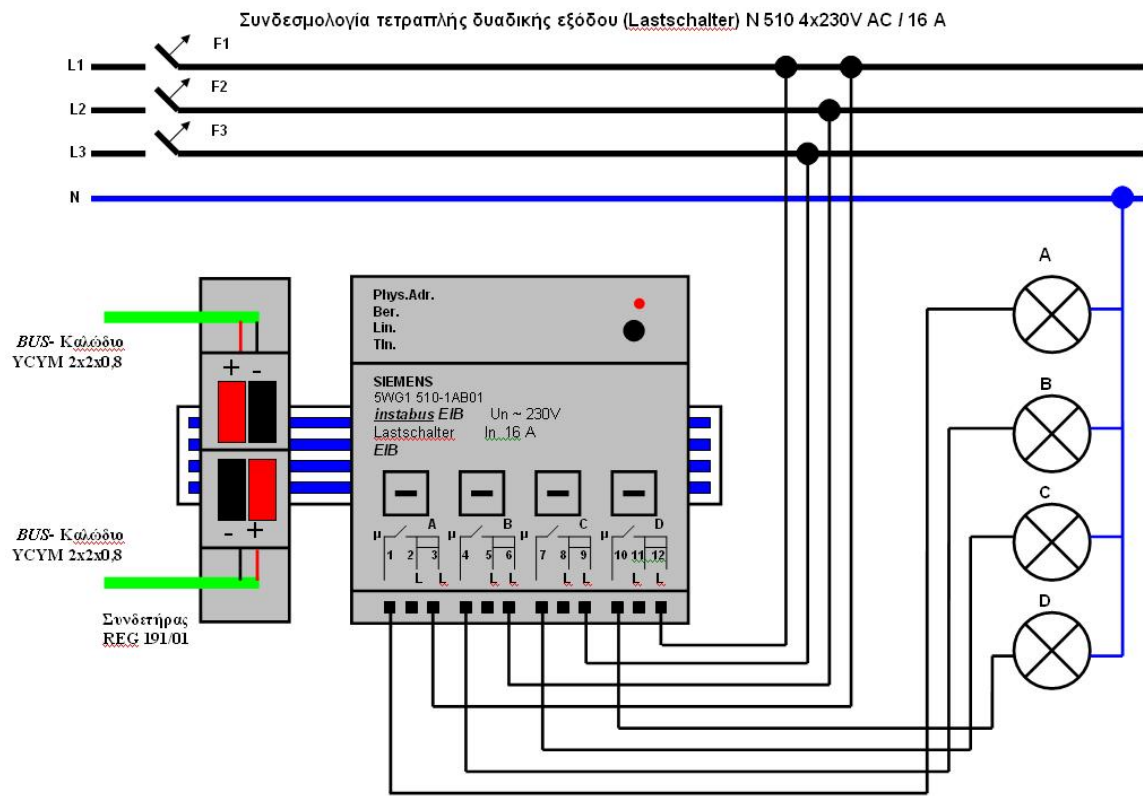 Συνδεσμολογία τετραπλής δυαδικής εξόδου (Lastschalter) N 510 4x230V AC / 16 A
F1
L1
F2
L2
F3
L3
N
A
Phys.Adr.
Ber.
Lin.
Tln.
BUS- Καλώδιο
YCYM 2x2x0,8
+ -
SIEMENS
5WG1 510-1AB01
instabus EIB Un ~ 230V
Lastschalter In 16 A
EIB
B
C
- +
BUS- Καλώδιο
YCYM 2x2x0,8
μ A μ B μ C μ D
1 2 3 4 5 6 7 8 9 10 11 12
L L L L L L L L
D
Συνδετήρας
REG 191/01